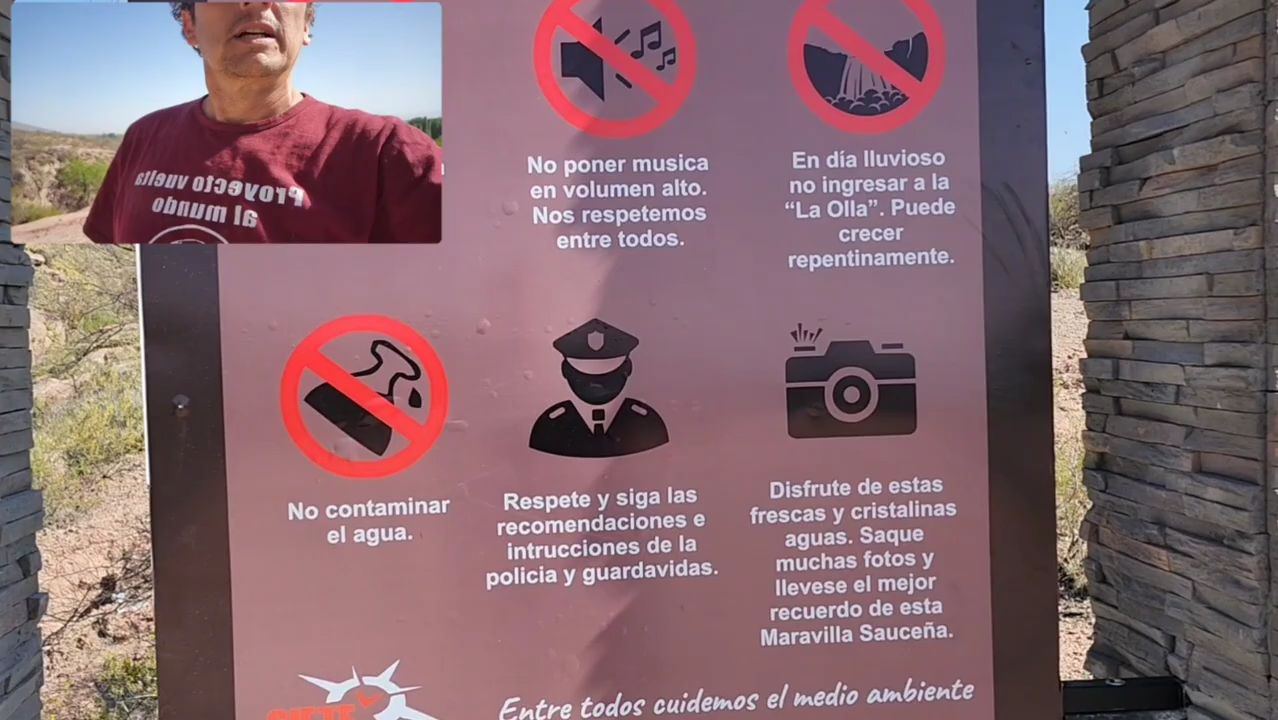 Proyecto vuelta
al mundo
No poner musica
en volumen alto.
Nos respetemos
entre todos.
En día lluvioso
no ingresar a la
“La Olla”. Puede
crecer
repentinamente.
No contaminar
el agua.
Respete y siga las
recomendaciones e
intrucciones de la
policia y guardavidas.
Disfrute de estas
frescas y cristalinas
aguas. Saque
muchas fotos y
llevese el mejor
recuerdo de esta
Maravilla Sauceña.
SIETE
Entre todos cuidemos el medio ambiente